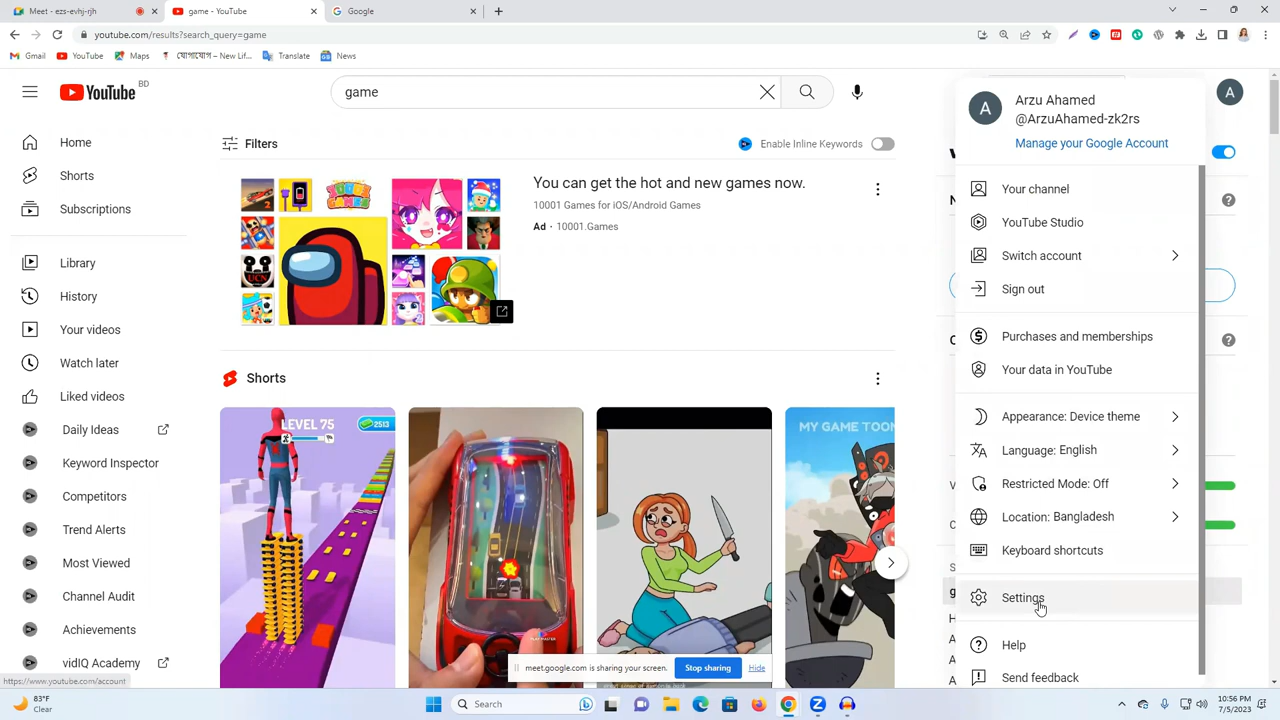 Meet - ezs-evhj-rjh
game - YouTube
Google
youtube.com/results?search_query=game
Gmail
YouTube
Maps
যোগাযোগ – New Lif...
Translate
News
YouTube BD
game
A
Home
Shorts
Subscriptions
Library
History
Your videos
Watch later
Liked videos
Daily Ideas
Keyword Inspector
Competitors
Trend Alerts
Most Viewed
Channel Audit
Achievements
vidIQ Academy
https://www.youtube.com/account
Filters
Enable Inline Keywords
You can get the hot and new games now.
10001 Games for iOS/Android Games
Ad · 10001.Games
UCN
2
Shorts
LEVEL 75
2513
MY GAME TOON
A
Arzu Ahamed
@ArzuAhamed-zk2rs
Manage your Google Account
Your channel
YouTube Studio
Switch account
Sign out
Purchases and memberships
Your data in YouTube
Appearance: Device theme
Language: English
Restricted Mode: Off
Location: Bangladesh
Keyboard shortcuts
Settings
Help
Send feedback
meet.google.com is sharing your screen.
Stop sharing
Hide
83°F
Clear
Search
10:56 PM
7/5/2023